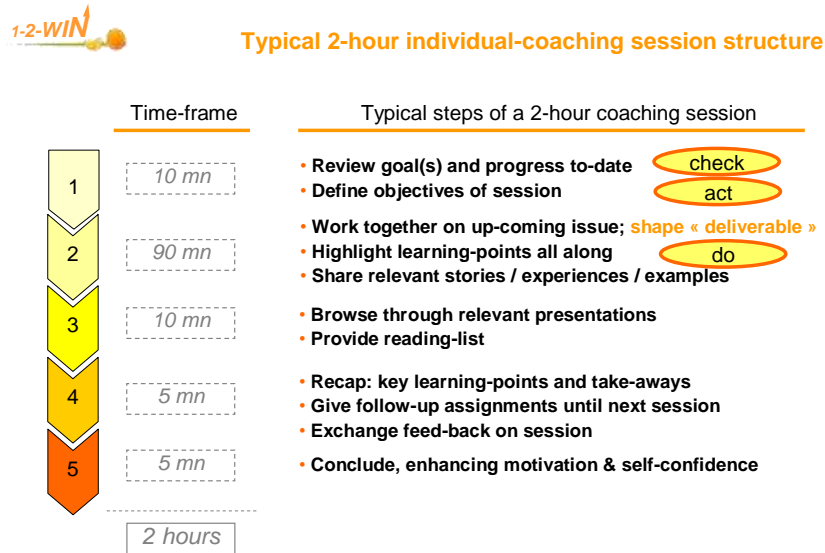 1-2-WIN
Typical 2-hour individual-coaching session structure
Time-frame
Typical steps of a 2-hour coaching session
1
10 mn
• Review goal(s) and progress to-date
check
• Define objectives of session
act
2
90 mn
• Work together on up-coming issue; shape « deliverable »
• Highlight learning-points all along
do
• Share relevant stories / experiences / examples
3
10 mn
• Browse through relevant presentations
• Provide reading-list
4
5 mn
• Recap: key learning-points and take-aways
• Give follow-up assignments until next session
• Exchange feed-back on session
5
5 mn
• Conclude, enhancing motivation & self-confidence
2 hours